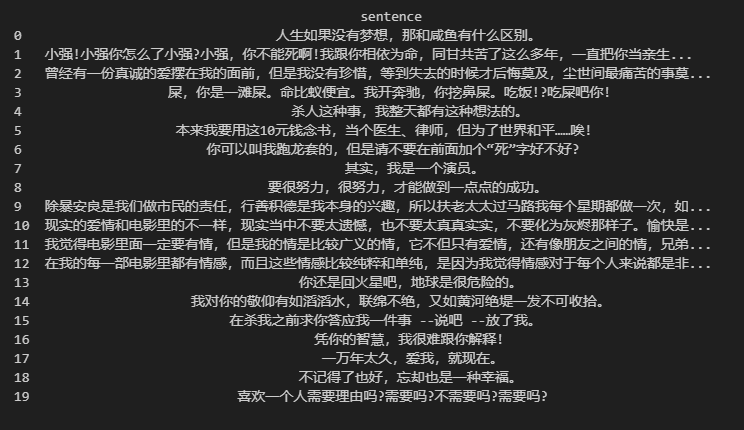 sentence
0 人生如果没有梦想，那和咸鱼有什么区别。
1 小强!小强你怎么了小强?小强，你不能死啊!我跟你相依为命，同甘共苦了这么多年，一直把你当亲生...
2 曾经有一份真诚的爱摆在我的面前，但是我没有珍惜，等到失去的时候才后悔莫及，尘世间最痛苦的事莫...
3 屎，你是一滩屎。命比蚁便宜。我开奔驰，你挖鼻屎。吃饭!?吃屎吧你!
4 杀人这种事，我整天都有这种想法的。
5 本来我要用这10元钱念书，当个医生、律师，但为了世界和平……唉!
6 你可以叫我跑龙套的，但是请不要在前面加个“死”字好不好?
7 其实，我是一个演员。
8 要很努力，很努力，才能做到一点点的成功。
9 除暴安良是我们做市民的责任，行善积德是我本身的兴趣，所以扶老太太过马路我每个星期都做一次，如...
10 现实的爱情和电影里的不一样，现实当中不要太遗憾，也不要太真真实实，不要化为灰烬那样子。愉快是...
11 我觉得电影里面一定要有情，但是我的情是比较广义的情，它不但只有爱情，还有像朋友之间的情，兄弟...
12 在我的每一部电影里都有情感，而且这些情感比较纯粹和单纯，是因为我觉得情感对于每个人来说都是非...
13 你还是回火星吧，地球是很危险的。
14 我对你的敬仰有如滔滔水，联绵不绝，又如黄河绝堤一发不可收拾。
15 在杀我之前求你答应我一件事 --说吧 --放了我。
16 凭你的智慧，我很难跟你解释!
17 一万年太久，爱我，就现在。
18 不记得了也好，忘却也是一种幸福。
19 喜欢一个人需要理由吗?需要吗?不需要吗?需要吗?